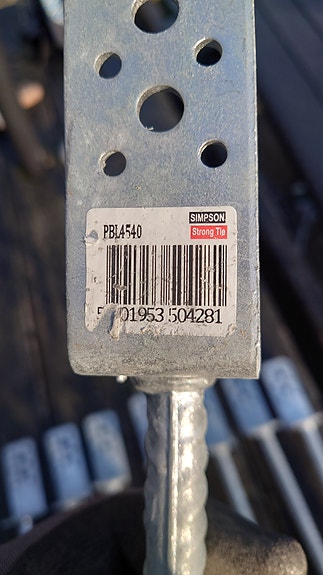 SIMPSON
PBL4540
Strong Tie
01953 504281